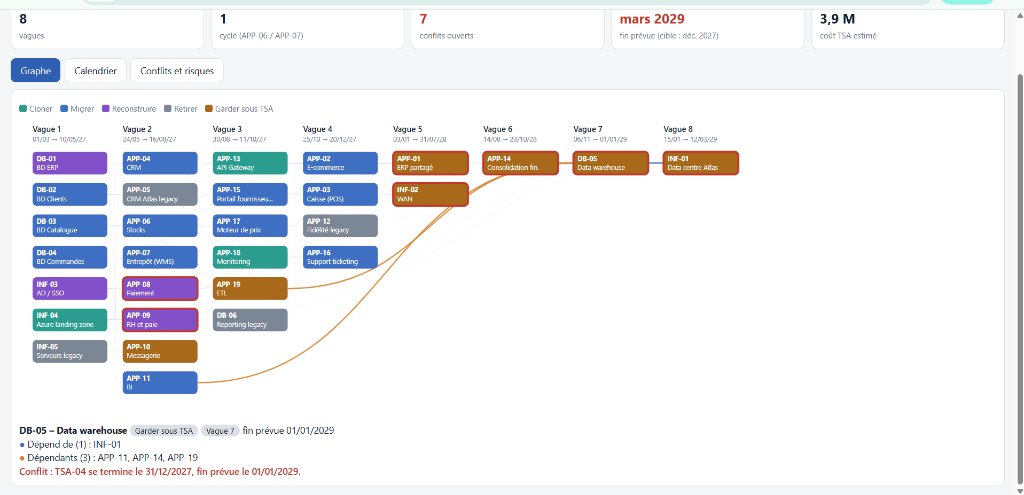 8
vagues
1
cycle (APP-06 / APP-07)
7
conflits ouverts
mars 2029
fin prévue (cible : déc. 2027)
3,9 M
coût TSA estimé
Graphe
Calendrier
Conflits et risques
Cloner
Migrer
Reconstruire
Retirer
Garder sous TSA
Vague 1
01/03 → 10/05/27
DB-01
BD ERP
DB-02
BD Clients
DB-03
BD Catalogue
DB-04
BD Commandes
INF-03
AD / SSO
INF-04
Azure landing zone
INF-05
Serveurs legacy
Vague 2
24/05 → 16/08/27
APP-04
CRM
APP-05
CRM Atlas legacy
APP-06
Stocks
APP-07
Entrepôt (WMS)
APP-08
Paiement
APP-09
RH et paie
APP-10
Messagerie
APP-11
BI
Vague 3
30/08 → 11/10/27
APP-13
API Gateway
APP-15
Portail fournisseu...
APP-17
Moteur de prix
APP-18
Monitoring
APP-19
ETL
DB-06
Reporting legacy
Vague 4
25/10 → 20/12/27
APP-02
E-commerce
APP-03
Caisse (POS)
APP-12
Fidélité legacy
APP-16
Support ticketing
Vague 5
03/01 → 31/07/28
APP-01
ERP partagé
INF-02
WAN
Vague 6
14/08 → 23/10/28
APP-14
Consolidation fin.
Vague 7
06/11 → 01/01/29
DB-05
Data warehouse
Vague 8
15/01 → 12/03/29
INF-01
Data centre Atlas
DB-05 – Data warehouse Garder sous TSA Vague 7 fin prévue 01/01/2029
Dépend de (1) : INF-01
Dépendants (3) : APP-11, APP-14, APP-19
Conflit : TSA-04 se termine le 31/12/2027, fin prévue le 01/01/2029.